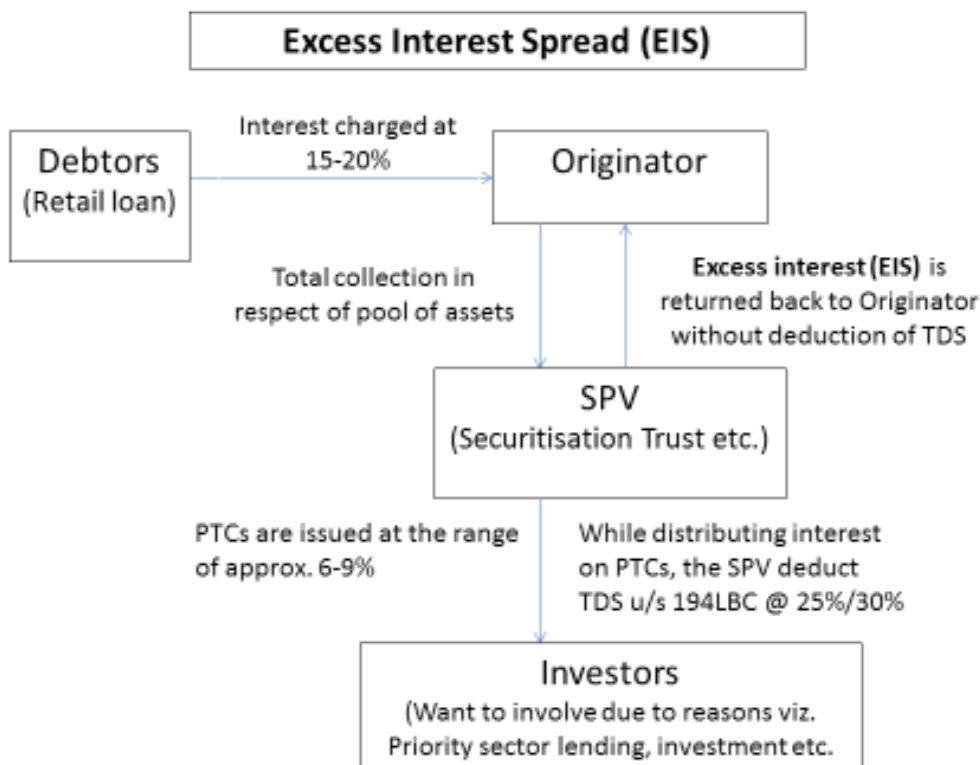 Excess Interest Spread (EIS)
Debtors
(Retail loan)
Interest charged at
15-20%
Originator
Total collection in
respect of pool of assets
Excess interest (EIS) is
returned back to Originator
without deduction of TDS
SPV
(Securitisation Trust etc.)
PTCs are issued at the range
of approx. 6-9%
While distributing interest
on PTCs, the SPV deduct
TDS u/s 194LBC @ 25%/30%
Investors
(Want to involve due to reasons viz.
Priority sector lending, investment etc.